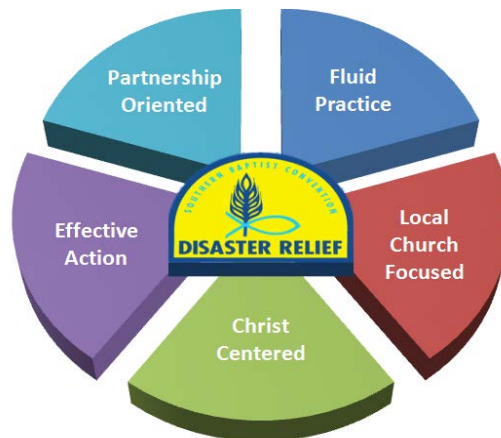 Partnership
Oriented
Fluid
Practice
Effective
Action
SOUTHERN BAPTIST CONVENTION
DISASTER RELIEF
Local
Church
Focused
Christ
Centered